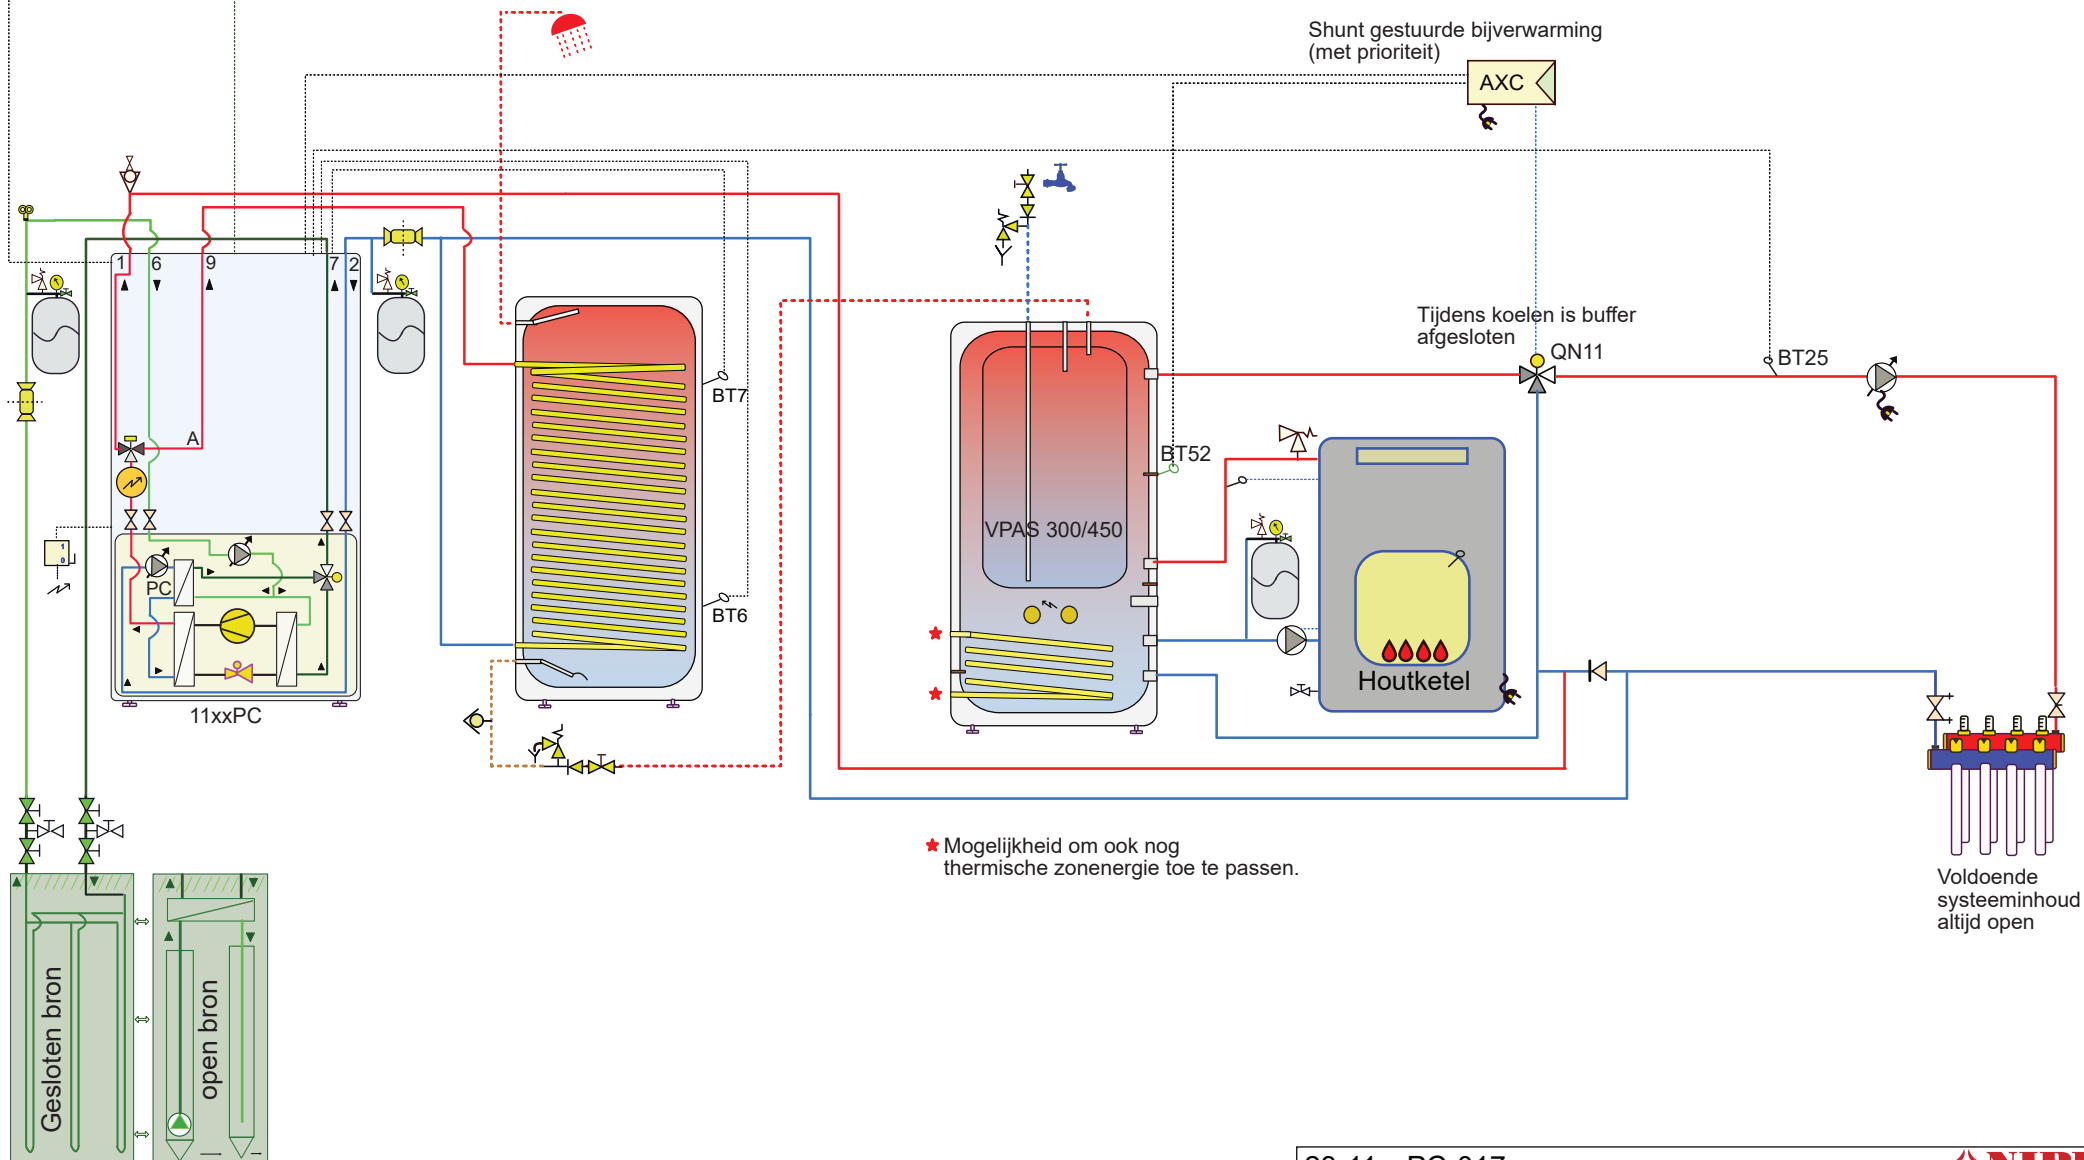 Shunt gestuurde bijverwarming
(met prioriteit)
AXC
1
6
9
7
2
Tijdens koelen is buffer
afgesloten
QN11
BT25
BT7
A
BT52
VPAS 300/450
1
0
PC
BT6
Houtketel
11xxPC
Mogelijkheid om ook nog
thermische zonenergie toe te passen.
Voldoende
systeeminhoud
altijd open
Gesloten bron
open bron